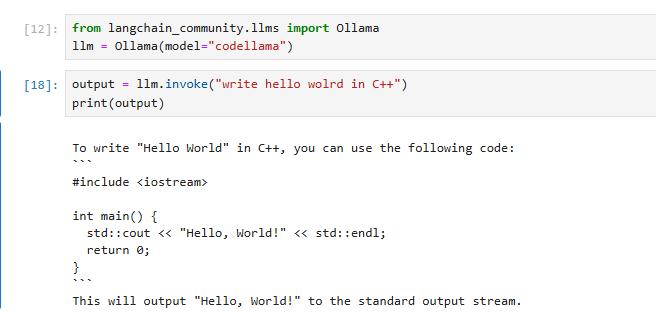 [12]: from langchain_community.llms import Ollama
llm = Ollama(model="codellama")
[18]: output = llm.invoke("write hello wolrd in C++")
print(output)
To write "Hello World" in C++, you can use the following code:
```
#include <iostream>
int main() {
  std::cout << "Hello, World!" << std::endl;
  return 0;
}
```
This will output "Hello, World!" to the standard output stream.